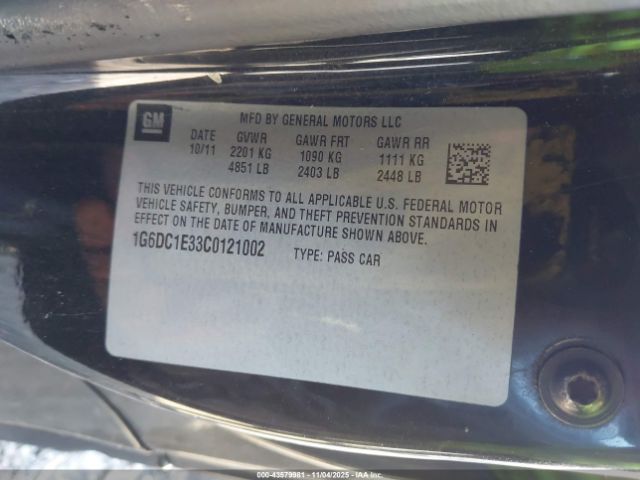 GM
MFD BY GENERAL MOTORS LLC
DATE GVWR GAWR FRT GAWR RR
10/11 2201 KG 1090 KG 1111 KG
4851 LB 2403 LB 2448 LB
THIS VEHICLE CONFORMS TO ALL APPLICABLE U.S. FEDERAL MOTOR
VEHICLE SAFETY, BUMPER, AND THEFT PREVENTION STANDARDS IN
EFFECT ON THE DATE OF MANUFACTURE SHOWN ABOVE.
1G6DC1E33C0121002 TYPE: PASS CAR
000-43579981 - 11/04/2025 - IAAI.COM